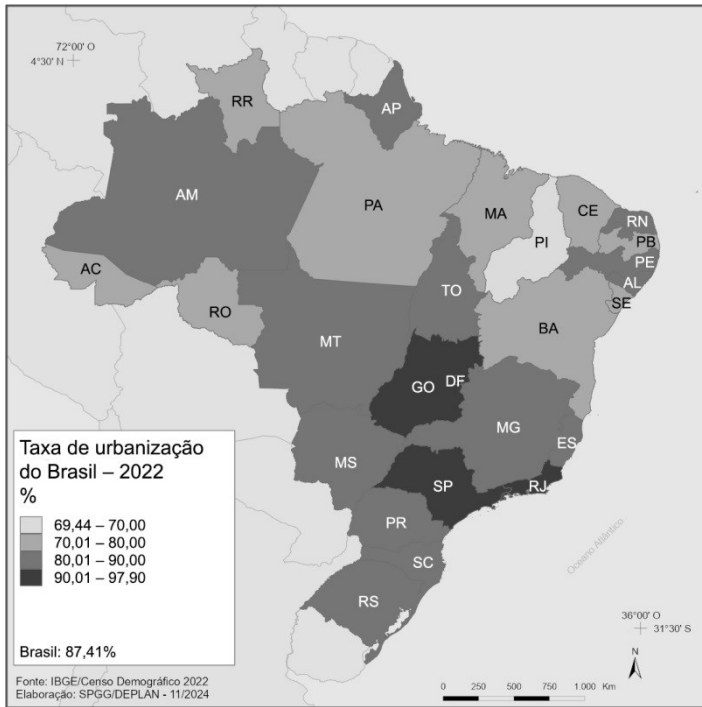 72°00' O
4°30' N
RR
AP
AM
PA
MA
CE
RN
PB
PE
AL
SE
PI
AC
RO
TO
BA
MT
GO
DF
MG
ES
MS
SP
RJ
PR
SC
RS
Oceano Atlântico
Taxa de urbanização
do Brasil – 2022
%
69,44 – 70,00
70,01 – 80,00
80,01 – 90,00
90,01 – 97,90
Brasil: 87,41%
Fonte: IBGE/Censo Demográfico 2022
Elaboração: SPGG/DEPLAN - 11/2024
36°00' O
31°30' S
N
0 250 500 750 1.000 Km